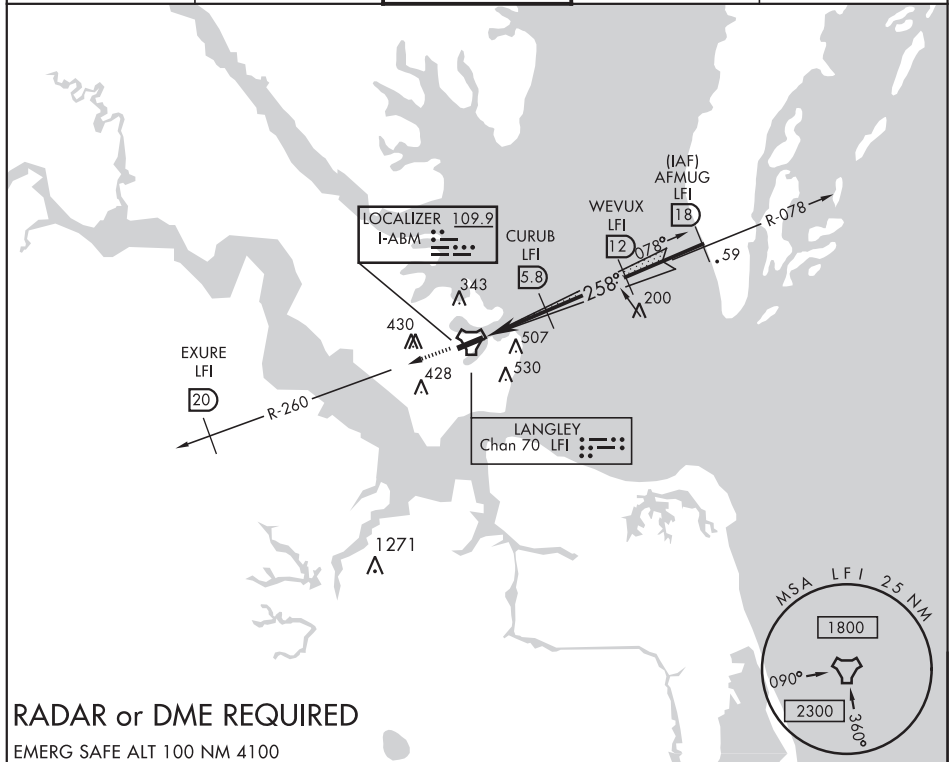 (IAF)
AFMUG
LFI
18
R-078
WEVUX
LFI
12
078°
.59
LOCALIZER 109.9
I-ABM
CURUB
LFI
5.8
258°
200
343
430
507
530
428
EXURE
LFI
20
R-260
LANGLEY
Chan 70 LFI
1271
MSA LFI 25 NM
1800
090°
2300
360°
RADAR or DME REQUIRED
EMERG SAFE ALT 100 NM 4100